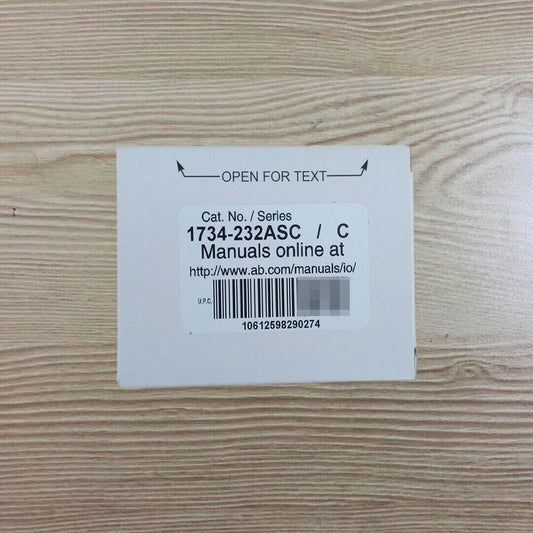 OPEN FOR TEXT
Cat. No. / Series
1734-232ASC / C
Manuals online at
http://www.ab.com/manuals/io/
U.P.C.
10612598290274